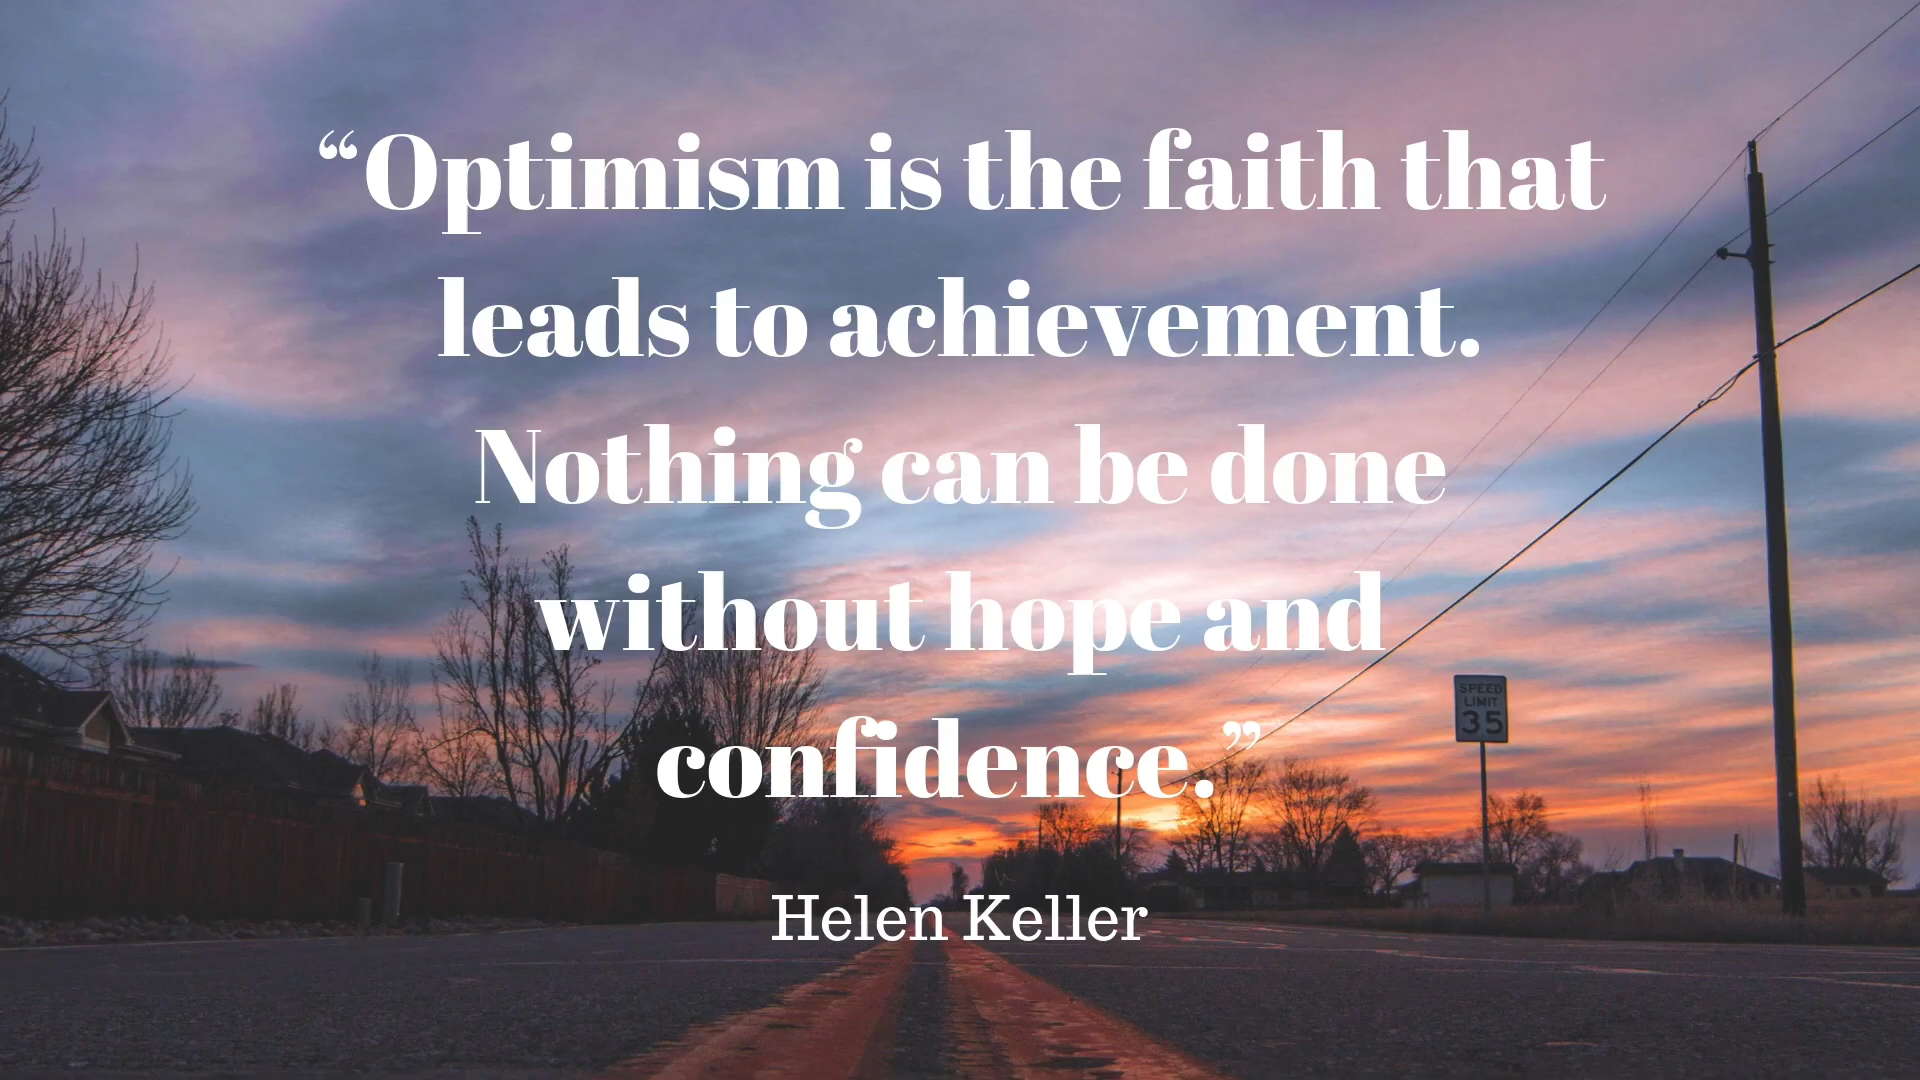 “Optimism is the faith that
leads to achievement.
Nothing can be done
without hope and
confidence.”
SPEED
LIMIT
35
Helen Keller